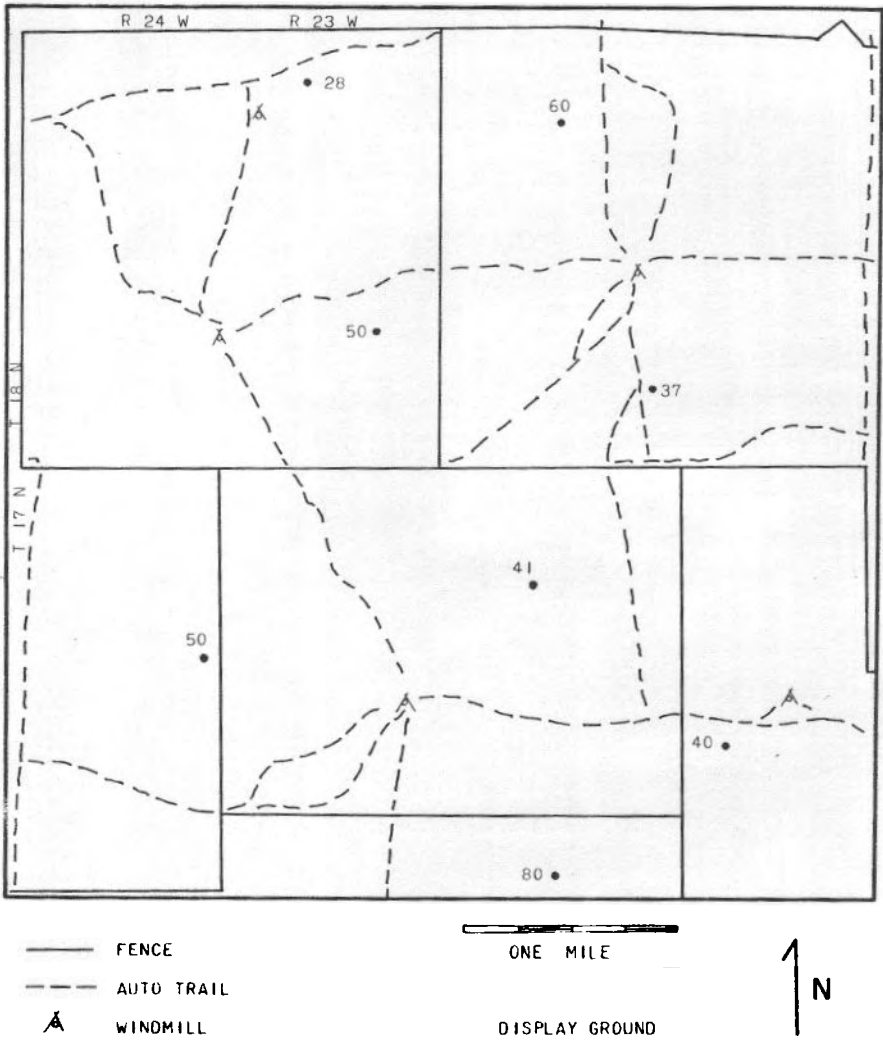 R 24 W R 23 W
28
60
50
37
T 18 N
T 17 N
41
50
40
80
FENCE
ONE MILE
AUTO TRAIL
N
WINDMILL
DISPLAY GROUND